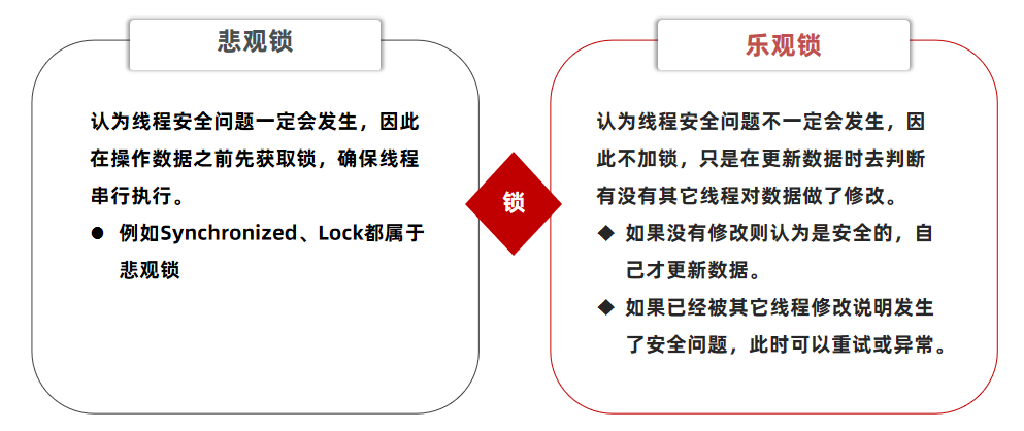 悲观锁
认为线程安全问题一定会发生，因此
在操作数据之前先获取锁，确保线程
串行执行。
● 例如Synchronized、Lock都属于
悲观锁
锁
乐观锁
认为线程安全问题不一定会发生，因
此不加锁，只是在更新数据时去判断
有没有其它线程对数据做了修改。
◆ 如果没有修改则认为是安全的，自
己才更新数据。
◆ 如果已经被其它线程修改说明发生
了安全问题，此时可以重试或异常。